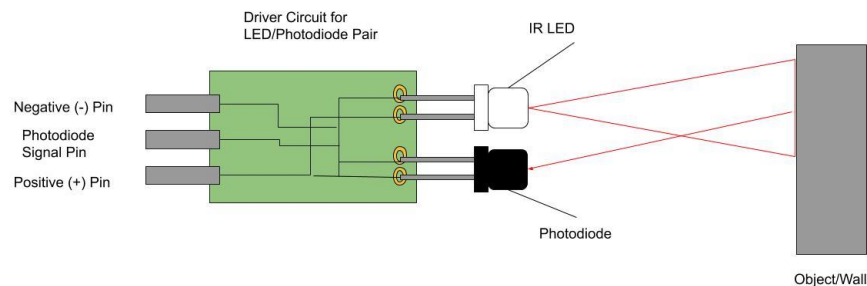 Driver Circuit for
LED/Photodiode Pair
IR LED
Negative (-) Pin
Photodiode
Signal Pin
Positive (+) Pin
Photodiode
Object/Wall